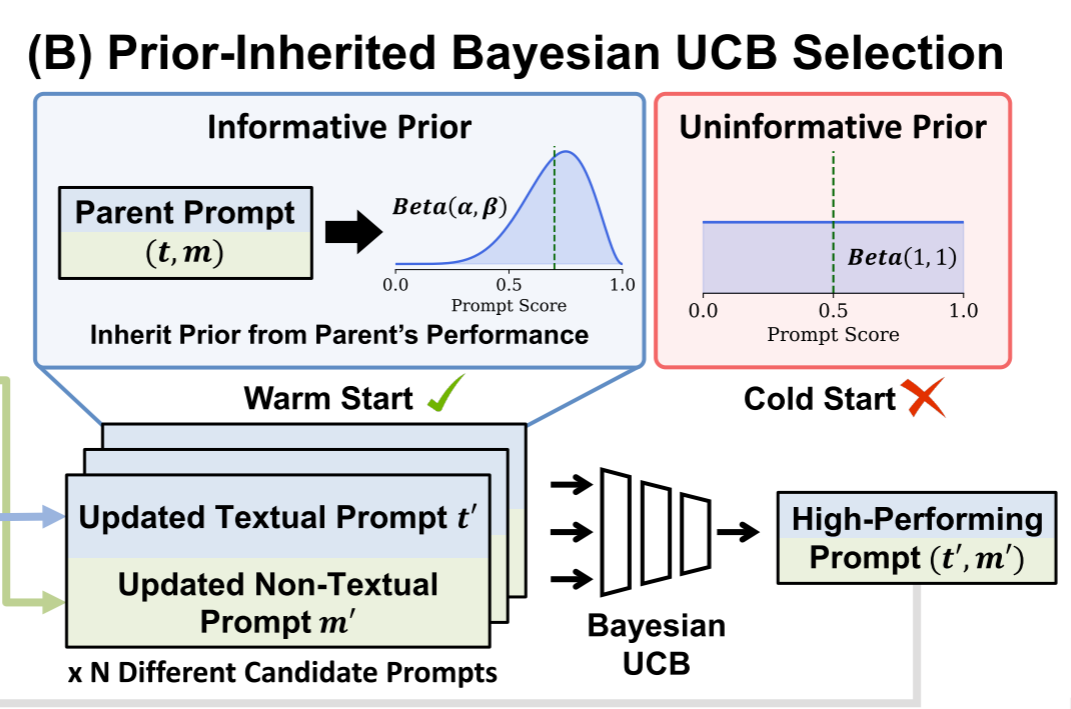 (B) Prior-Inherited Bayesian UCB Selection
Informative Prior
Parent Prompt
(t, m)
Beta(α, β)
0.0 0.5 1.0
Prompt Score
Inherit Prior from Parent's Performance
Uninformative Prior
Beta(1, 1)
0.0 0.5 1.0
Prompt Score
Warm Start
Cold Start
Updated Textual Prompt t′
Updated Non-Textual
Prompt m′
x N Different Candidate Prompts
Bayesian
UCB
High-Performing
Prompt (t′, m′)